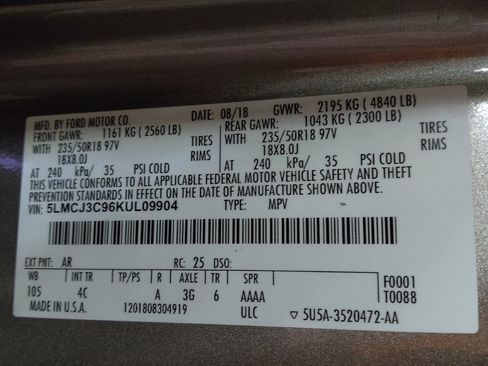 MFD. BY FORD MOTOR CO.
DATE: 08/18 GVWR: 2195 KG ( 4840 LB)
FRONT GAWR: 1161 KG ( 2560 LB) REAR GAWR: 1043 KG ( 2300 LB)
WITH 235/50R18 97V TIRES WITH 235/50R18 97V TIRES
18X8.0J RIMS 18X8.0J RIMS
AT 240 kPa/ 35 PSI COLD AT 240 kPa/ 35 PSI COLD
THIS VEHICLE CONFORMS TO ALL APPLICABLE FEDERAL MOTOR VEHICLE SAFETY AND THEFT
PREVENTION STANDARDS IN EFFECT ON THE DATE OF MANUFACTURE SHOWN ABOVE.
VIN: 5LMCJ3C96KUL09904 TYPE: MPV
EXT PNT: AR RC: 25 DSO: F0001
WB INT TR TP/PS R AXLE TR SPR T0088
105 4C A 3G 6 AAAA
MADE IN U.S.A. 1201808304919 ULC ▽ 5U5A-3520472-AA